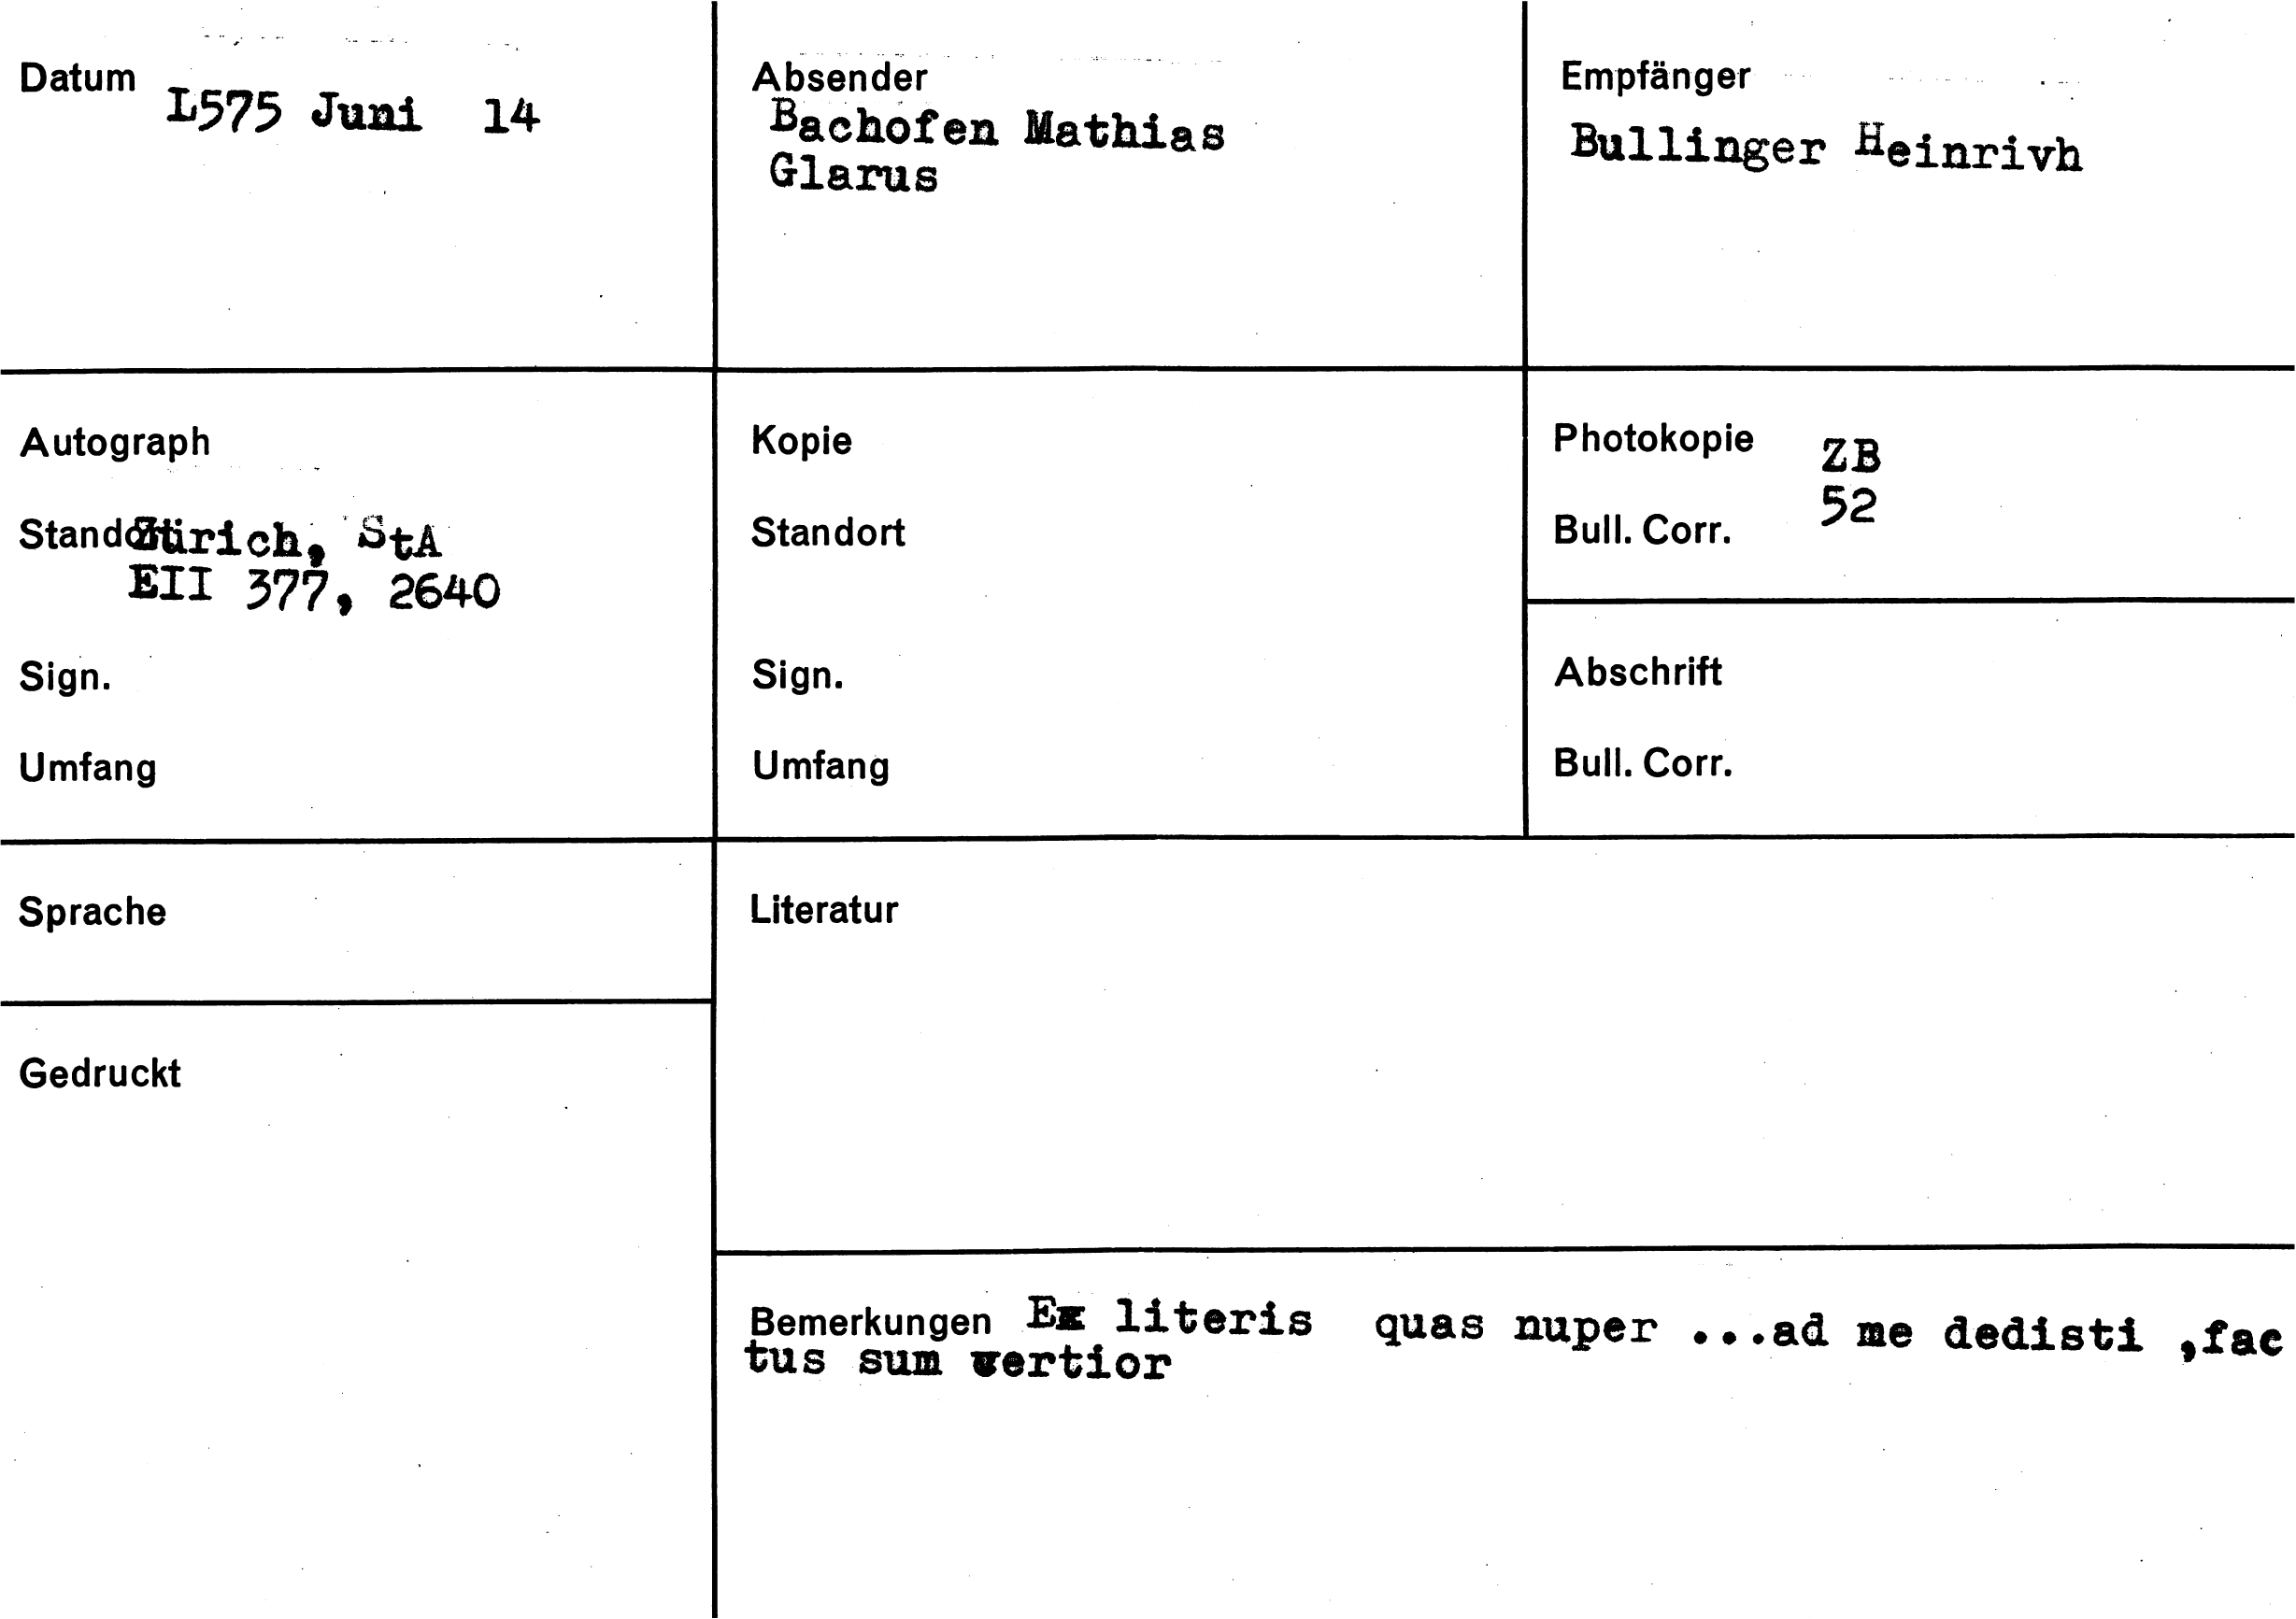 Datum L575 Juni 14
Absender
Bachofen Mathias
Glarus
Empfänger
Bullinger Heinrivh
Autograph
Standort Zürich, StA
EII 377, 2640
Sign.
Umfang
Kopie
Standort
Sign.
Umfang
Photokopie ZB
Bull. Corr. 52
Abschrift
Bull. Corr.
Sprache
Gedruckt
Literatur
Bemerkungen Ex literis quas nuper ...ad me dedisti ,fac
tus sum certior